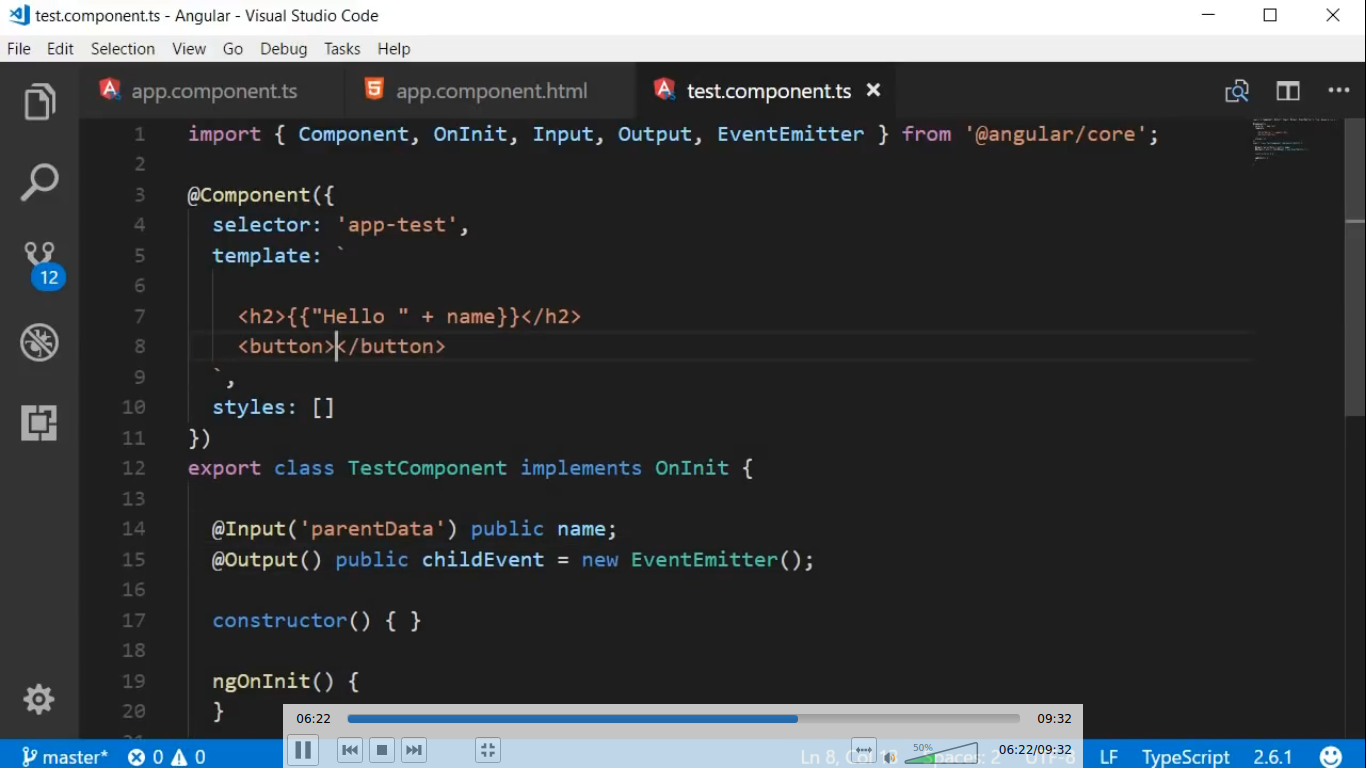 test.component.ts - Angular - Visual Studio Code
File Edit Selection View Go Debug Tasks Help
app.component.ts app.component.html test.component.ts
1 import { Component, OnInit, Input, Output, EventEmitter } from '@angular/core';
2
3 @Component({
4 selector: 'app-test',
5 template: `
6
7 <h2>{{"Hello " + name}}</h2>
8 <button></button>
9 `,
10 styles: []
11 })
12 export class TestComponent implements OnInit {
13
14 @Input('parentData') public name;
15 @Output() public childEvent = new EventEmitter();
16
17 constructor() { }
18
19 ngOnInit() {
20 }
12
06:22 09:32
50% 06:22/09:32
master* 0 0 Ln 8, Spaces: 2 UTF-8 LF TypeScript 2.6.1